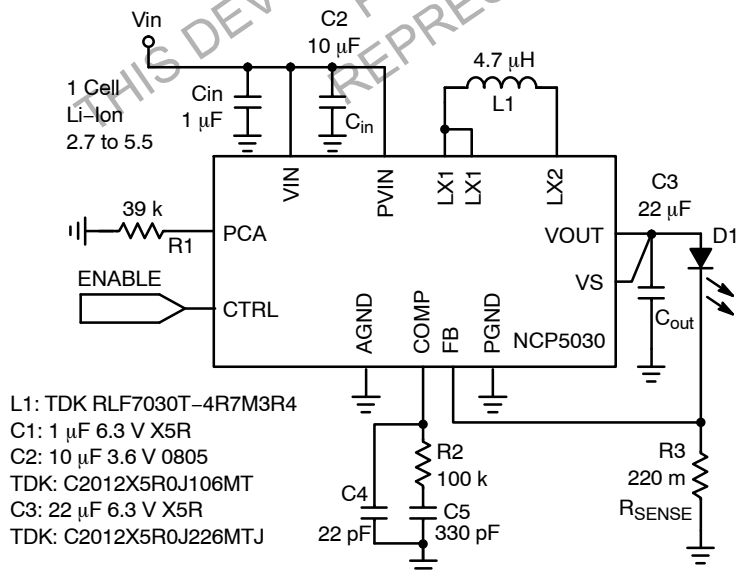 THIS DEV
F
REPRES
Vin
C2
10 µF
4.7 µH
L1
1 Cell
Li–Ion
2.7 to 5.5
Cin
1 µF
Cin
VIN
PVIN
LX1
LX1
LX2
C3
22 µF
39 k
R1
PCA
VOUT
D1
ENABLE
CTRL
VS
Cout
AGND
COMP
FB
PGND
NCP5030
L1: TDK RLF7030T–4R7M3R4
C1: 1 µF 6.3 V X5R
C2: 10 µF 3.6 V 0805
TDK: C2012X5R0J106MT
C3: 22 µF 6.3 V X5R
TDK: C2012X5R0J226MTJ
R2
100 k
C4
22 pF
C5
330 pF
R3
220 m
RSENSE